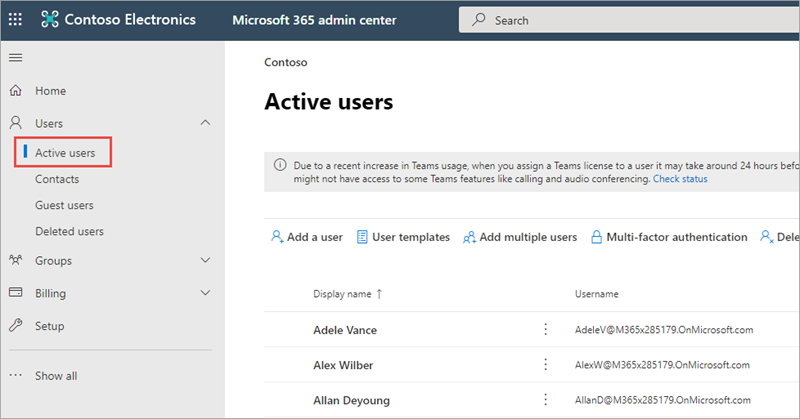 Contoso Electronics
Microsoft 365 admin center
Search
Home
Users
Active users
Contacts
Guest users
Deleted users
Groups
Billing
Setup
Show all
Contoso
Active users
Due to a recent increase in Teams usage, when you assign a Teams license to a user it may take around 24 hours befo
might not have access to some Teams features like calling and audio conferencing. Check status
Add a user
User templates
Add multiple users
Multi-factor authentication
Dele
Display name ↑
Username
Adele Vance
AdeleV@M365x285179.OnMicrosoft.com
Alex Wilber
AlexW@M365x285179.OnMicrosoft.com
Allan Deyoung
AllanD@M365x285179.OnMicrosoft.com